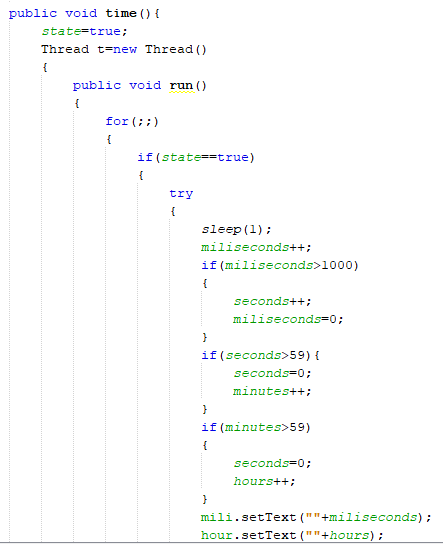 public void time(){
state=true;
Thread t=new Thread()
{
public void run()
{
for(;;)
{
if(state==true)
{
try
{
sleep(1);
miliseconds++;
if(miliseconds>1000)
{
seconds++;
miliseconds=0;
}
if(seconds>59){
seconds=0;
minutes++;
}
if(minutes>59)
{
seconds=0;
hours++;
}
mili.setText(""+miliseconds);
hour.setText(""+hours);